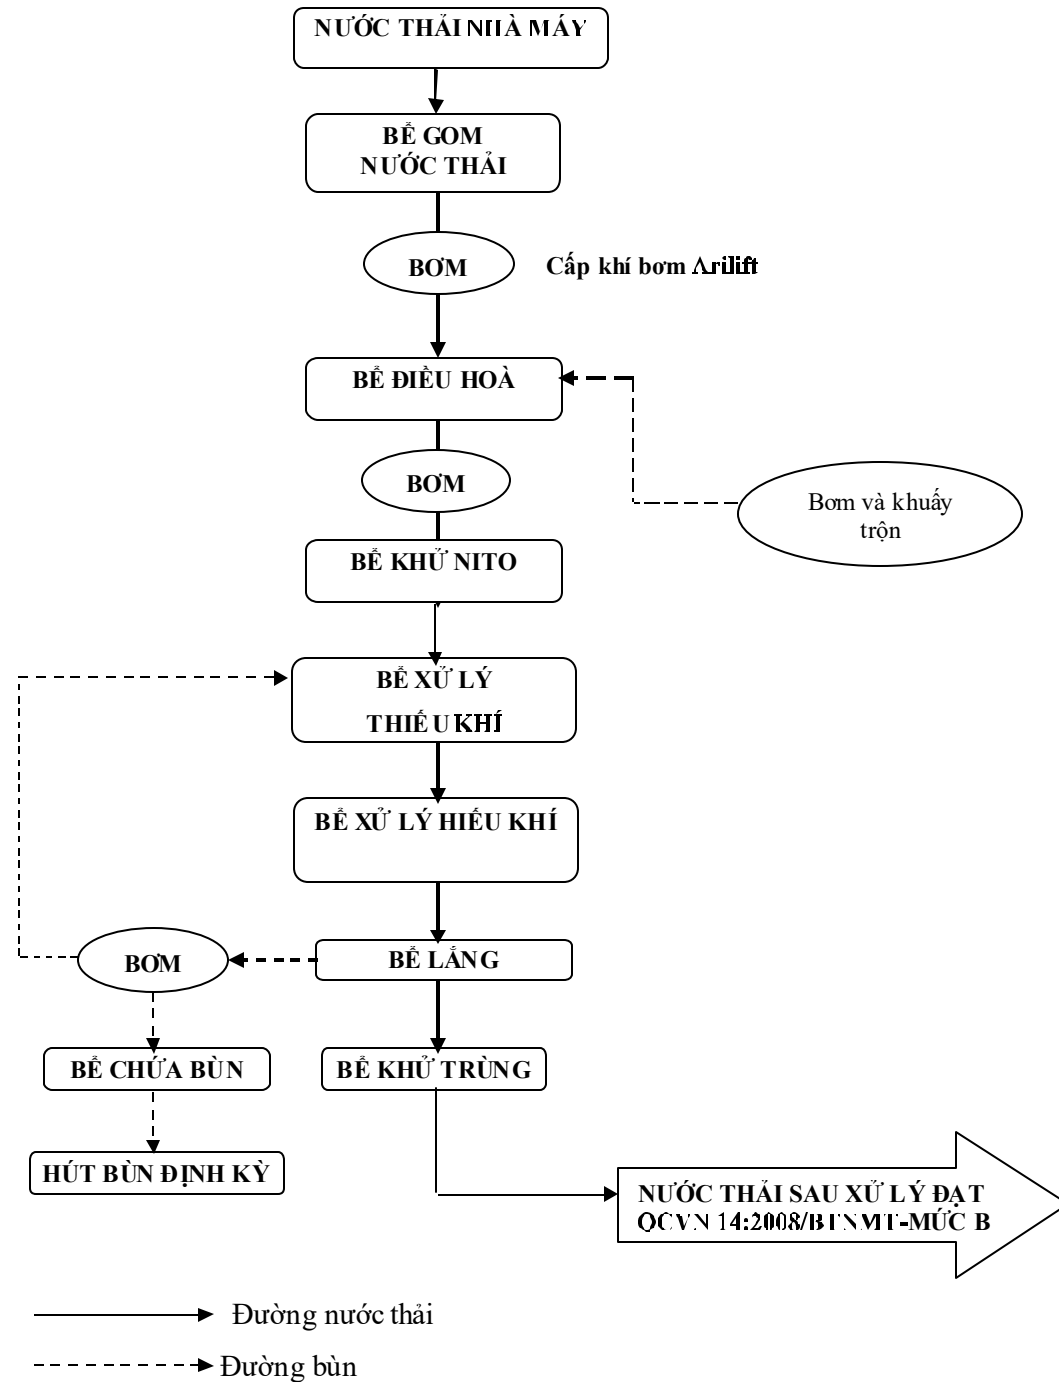 NƯỚC THẢI NHÀ MÁY
BỂ GOM
NƯỚC THẢI
BƠM
Cấp khí bơm Arilift
BỂ ĐIỀU HOÀ
BƠM
Bơm và khuấy
trộn
BỂ KHỬ NITO
BỂ XỬ LÝ
THIẾU KHÍ
BỂ XỬ LÝ HIẾU KHÍ
BƠM
BỂ LẮNG
BỂ CHỨA BÙN
BỂ KHỬ TRÙNG
HÚT BÙN ĐỊNH KỲ
NƯỚC THẢI SAU XỬ LÝ ĐẠT
QCVN 14:2008/BTNMT-MỨC B
Đường nước thải
Đường bùn